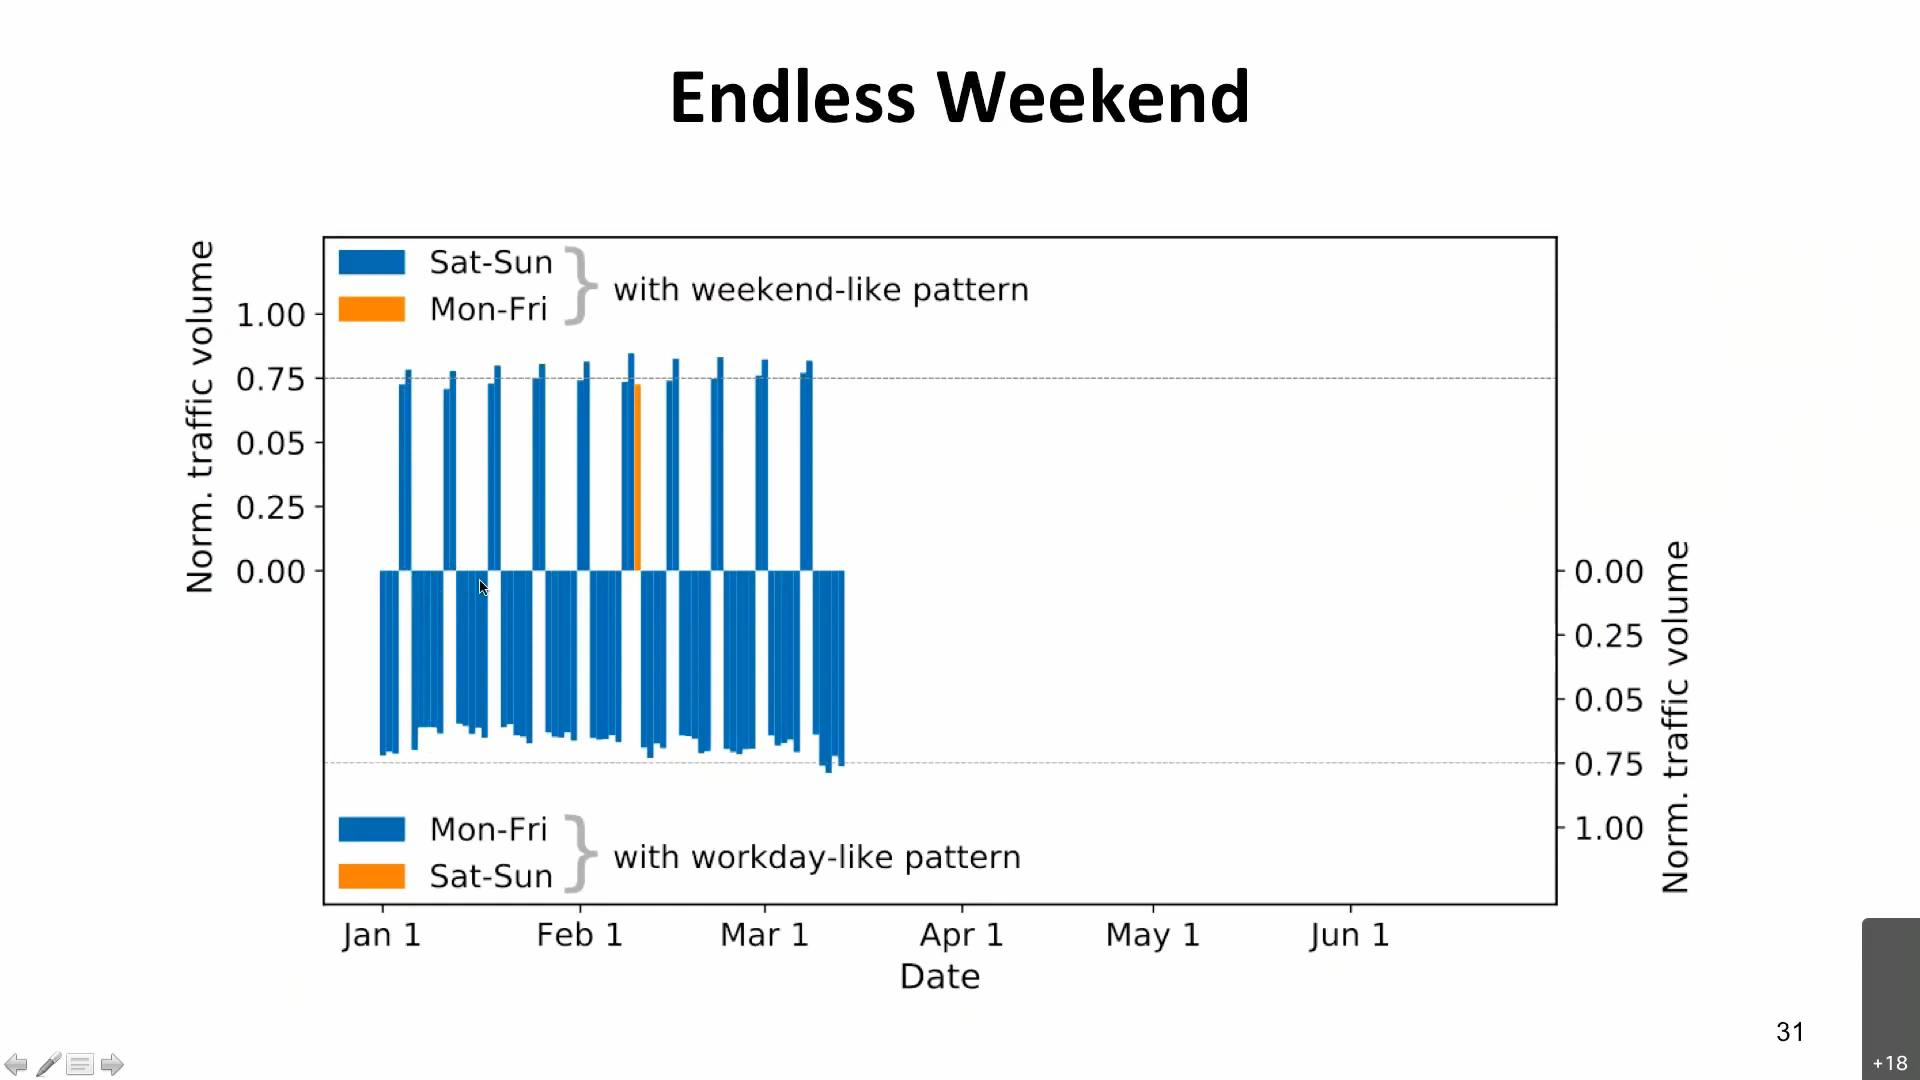 Endless Weekend
Norm. traffic volume
1.00
0.75
0.05
0.25
0.00
Sat-Sun
Mon-Fri
} with weekend-like pattern
Mon-Fri
Sat-Sun
} with workday-like pattern
0.00
0.25
0.05
0.75
1.00
Norm. traffic volume
Jan 1 Feb 1 Mar 1 Apr 1 May 1 Jun 1
Date
31
+18